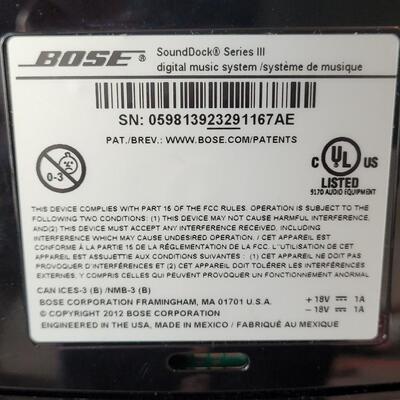 BOSE® SoundDock® Series III
digital music system /système de musique
SN: 059813923291167AE
PAT./BREV.: WWW.BOSE.COM/PATENTS
0-3
C UL US
LISTED
917D AUDIO EQUIPMENT
THIS DEVICE COMPLIES WITH PART 15 OF THE FCC RULES. OPERATION IS SUBJECT TO THE
FOLLOWING TWO CONDITIONS: (1) THIS DEVICE MAY NOT CAUSE HARMFUL INTERFERENCE,
AND (2) THIS DEVICE MUST ACCEPT ANY INTERFERENCE RECEIVED, INCLUDING
INTERFERENCE WHICH MAY CAUSE UNDESIRED OPERATION. / CET APPAREIL EST
CONFORME À LA PARTIE 15 DE LA RÉGLEMENTATION FCC. L'UTILISATION DE CET
APPAREIL EST ASSUJETTIE AUX CONDITIONS SUIVANTES: (1) CET APPAREIL NE DOIT PAS
PROVOQUER D'INTERFÉRENCES ET (2) CET APPAREIL DOIT TOLÉRER LES INTERFÉRENCES
EXTERNES, Y COMPRIS CELLES QUI PEUVENT PROVOQUER UN FONCTIONNEMENT ANORMAL
CAN ICES-3 (B) /NMB-3 (B)
BOSE CORPORATION FRAMINGHAM, MA 01701 U.S.A. + 18V 1A
© COPYRIGHT 2012 BOSE CORPORATION − 18V 1A
ENGINEERED IN THE USA, MADE IN MEXICO / FABRIQUÉ AU MEXIQUE